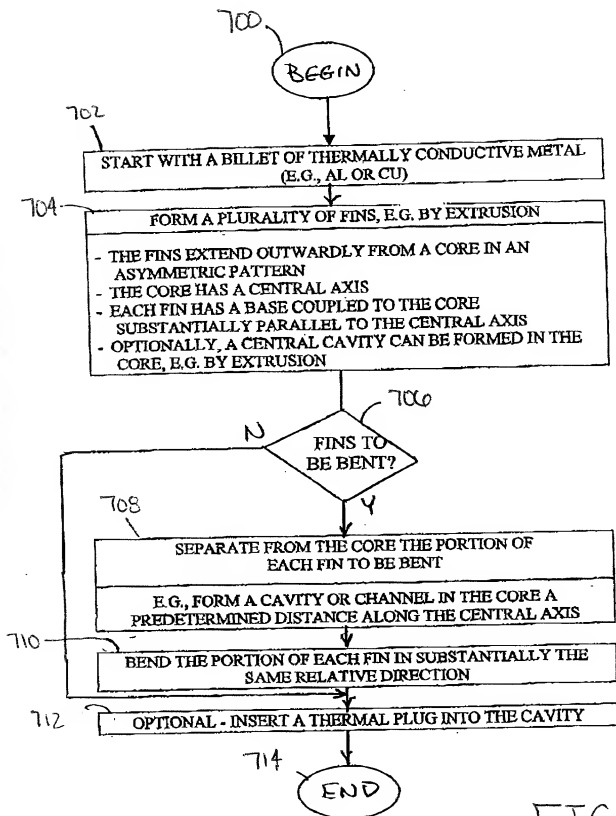 700
BEGIN
702
START WITH A BILLET OF THERMALLY CONDUCTIVE METAL
(E.G., AL OR CU)
704
FORM A PLURALITY OF FINS, E.G. BY EXTRUSION
- THE FINS EXTEND OUTWARDLY FROM A CORE IN AN
ASYMMETRIC PATTERN
- THE CORE HAS A CENTRAL AXIS
- EACH FIN HAS A BASE COUPLED TO THE CORE
SUBSTANTIALLY PARALLEL TO THE CENTRAL AXIS
- OPTIONALLY, A CENTRAL CAVITY CAN BE FORMED IN THE
CORE, E.G. BY EXTRUSION
706
N
FINS TO
BE BENT?
Y
708
SEPARATE FROM THE CORE THE PORTION OF
EACH FIN TO BE BENT
E.G., FORM A CAVITY OR CHANNEL IN THE CORE A
PREDETERMINED DISTANCE ALONG THE CENTRAL AXIS
710
BEND THE PORTION OF EACH FIN IN SUBSTANTIALLY THE
SAME RELATIVE DIRECTION
712
OPTIONAL - INSERT A THERMAL PLUG INTO THE CAVITY
714
END
FIG